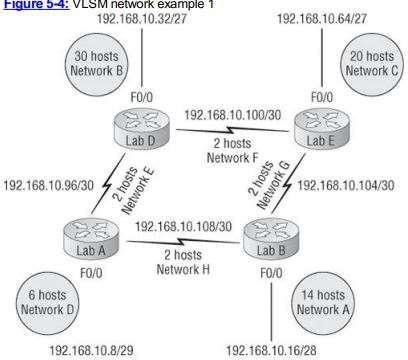 Figure 5-4: VLSM network example 1
192.168.10.32/27
192.168.10.64/27
30 hosts
Network B
20 hosts
Network C
F0/0
F0/0
192.168.10.100/30
Lab D
Lab E
2 hosts
Network F
192.168.10.96/30
2 hosts
Network E
2 hosts
Network G
192.168.10.104/30
192.168.10.108/30
Lab A
Lab B
2 hosts
Network H
F0/0
F0/0
6 hosts
Network D
14 hosts
Network A
192.168.10.8/29
192.168.10.16/28